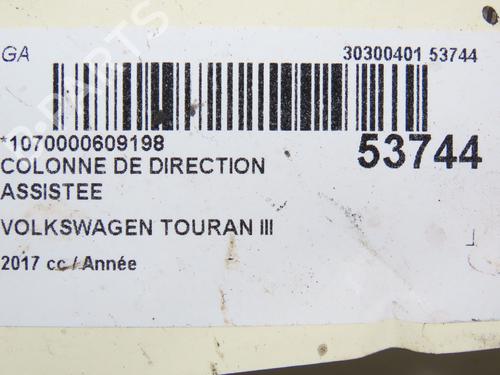 GA
30300401 53744
*1070000609198
53744
COLONNE DE DIRECTION
ASSISTEE
VOLKSWAGEN TOURAN III
2017 cc / Année